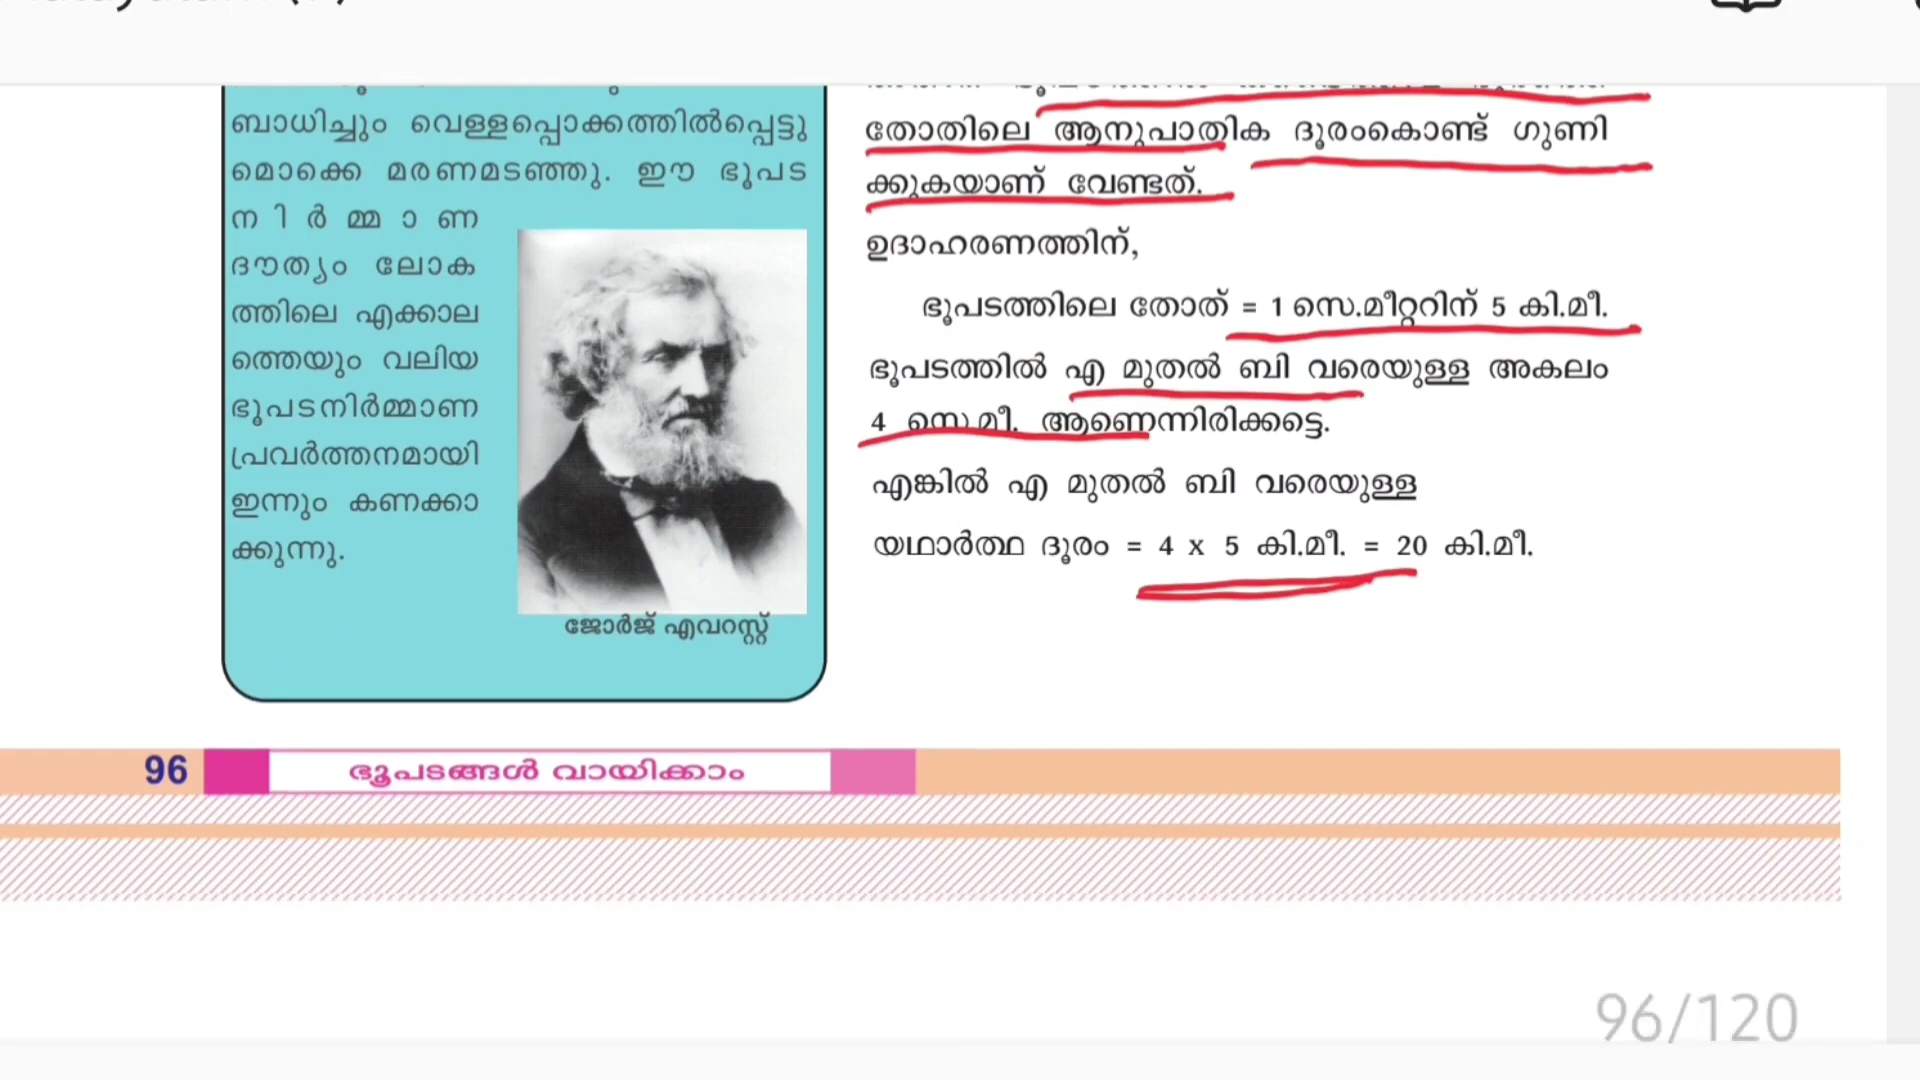 ബാധിച്ചും വെള്ളപ്പൊക്കത്തിൽപ്പെട്ടു
മൊക്കെ മരണമടഞ്ഞു. ഈ ഭൂപട
നിർമ്മാണ
ദൗത്യം ലോക
ത്തിലെ എക്കാല
ത്തെയും വലിയ
ഭൂപടനിർമ്മാണ
പ്രവർത്തനമായി
ഇന്നും കണക്കാ
ക്കുന്നു.
ജോർജ് എവറസ്റ്റ്
തോതിലെ ആനുപാതിക ദൂരംകൊണ്ട് ഗുണി
ക്കുകയാണ് വേണ്ടത്.
ഉദാഹരണത്തിന്,
ഭൂപടത്തിലെ തോത് = 1 സെ.മീറ്ററിന് 5 കി.മീ.
ഭൂപടത്തിൽ എ മുതൽ ബി വരെയുള്ള അകലം
4 സെ.മീ. ആണെന്നിരിക്കട്ടെ.
എങ്കിൽ എ മുതൽ ബി വരെയുള്ള
യഥാർത്ഥ ദൂരം = 4 x 5 കി.മീ. = 20 കി.മീ.
96 ഭൂപടങ്ങൾ വായിക്കാം
96/120